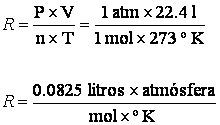 R = P × V / n × T = 1 atm × 22.4 l / 1 mol × 273 º K
R = 0.0825 litros × atmósfera / mol × º K